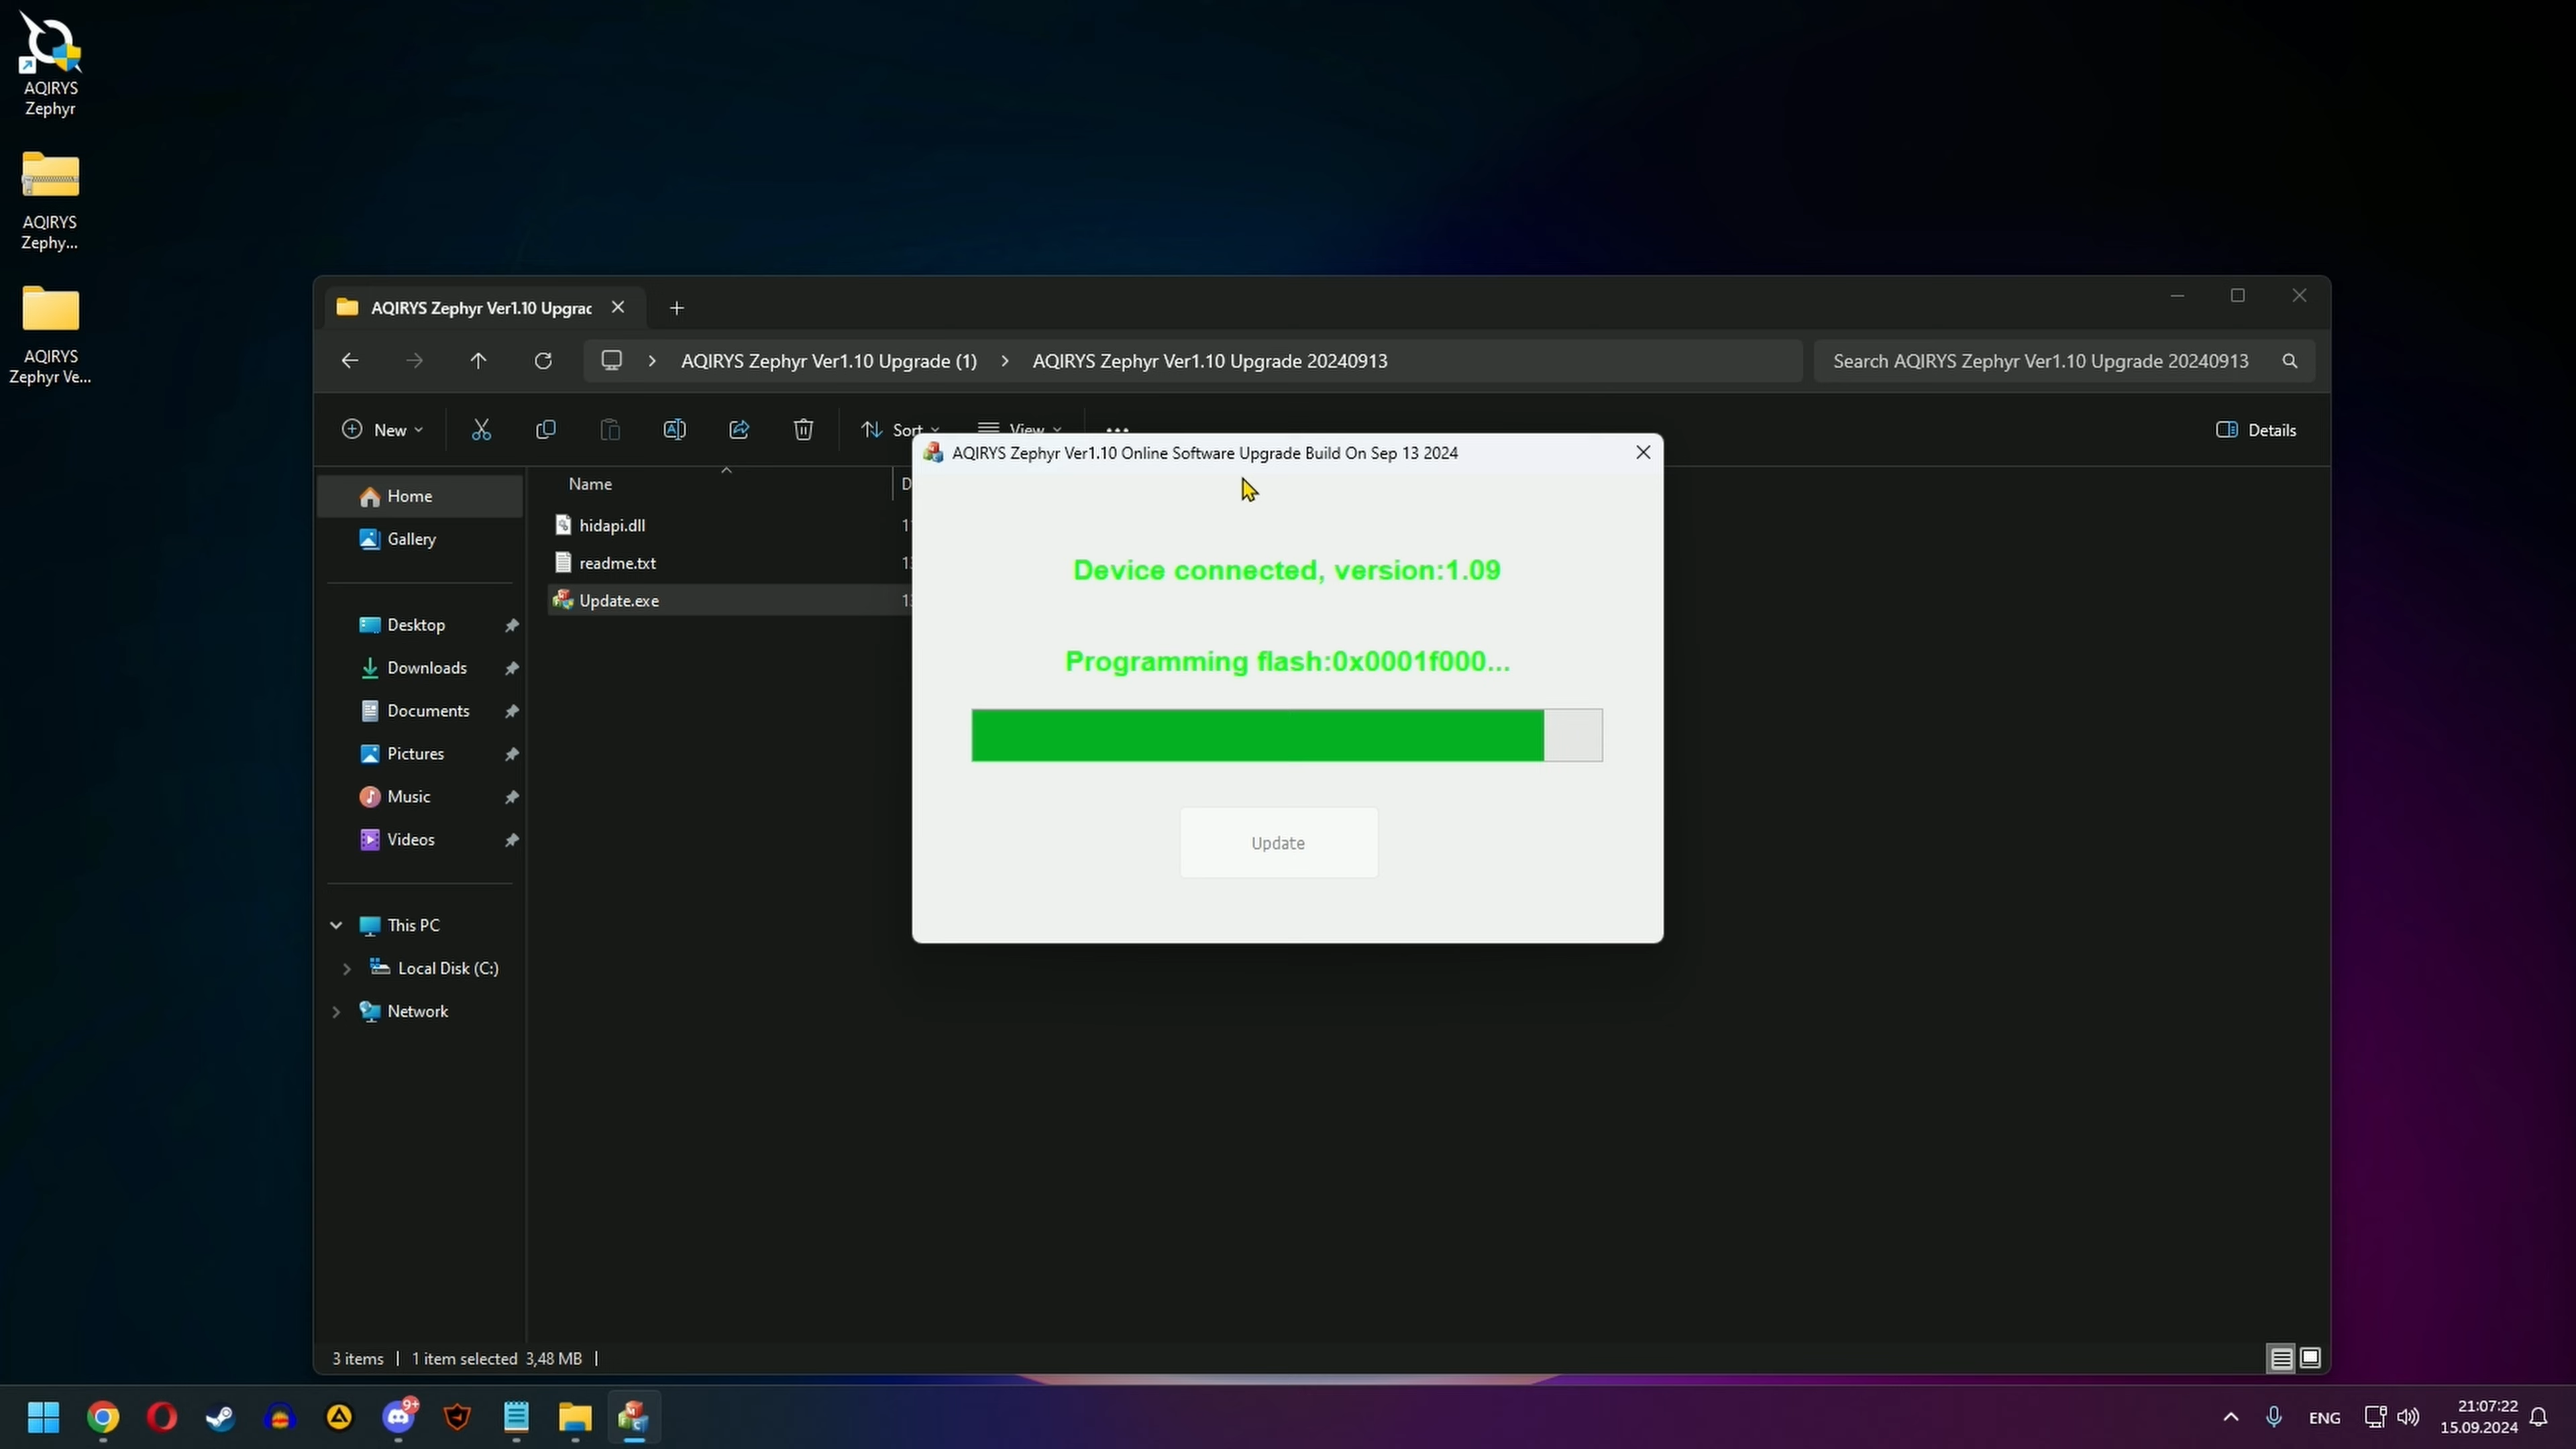 AQIRYS
Zephyr
AQIRYS
Zephy...
AQIRYS
Zephyr Ve...
AQIRYS Zephyr Ver1.10 Upgrac
AQIRYS Zephyr Ver1.10 Upgrade (1)
AQIRYS Zephyr Ver1.10 Upgrade 20240913
Search AQIRYS Zephyr Ver1.10 Upgrade 20240913
New
Sort
View
Details
Home
Gallery
Desktop
Downloads
Documents
Pictures
Music
Videos
This PC
Local Disk (C:)
Network
Name
D
hidapi.dll
readme.txt
Update.exe
AQIRYS Zephyr Ver1.10 Online Software Upgrade Build On Sep 13 2024
Device connected, version:1.09
Programming flash:0x0001f000...
Update
3 items
1 item selected 3,48 MB
9+
ENG
21:07:22
15.09.2024